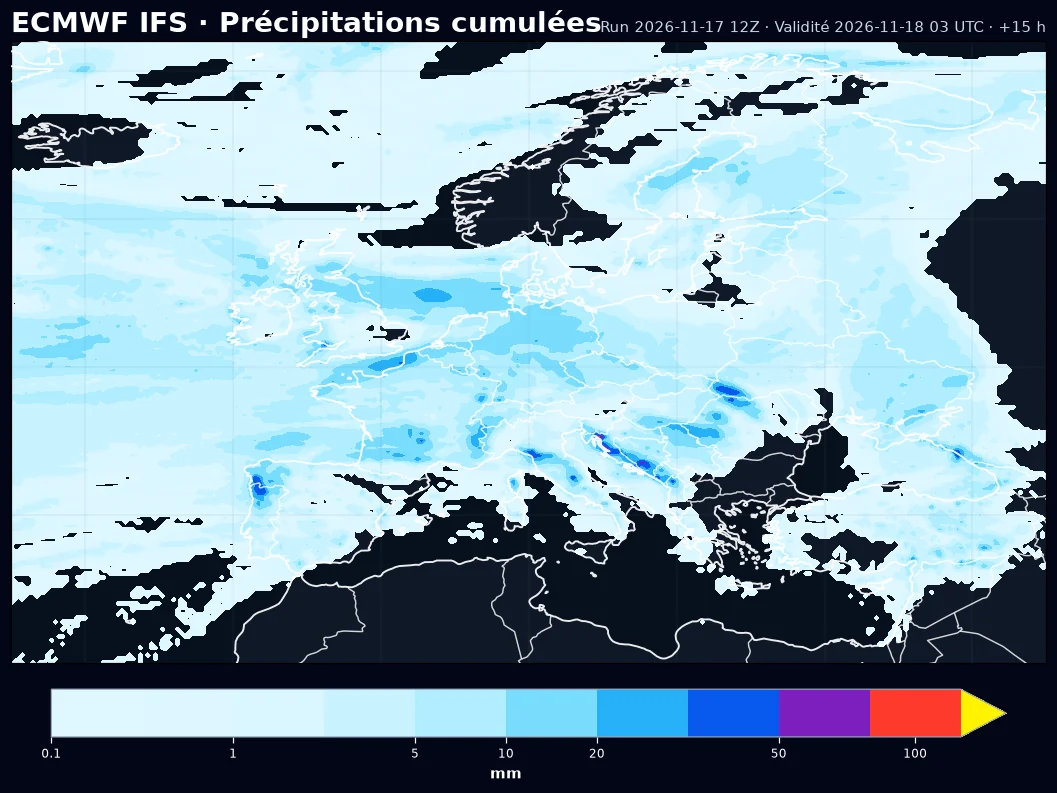 ECMWF IFS · Précipitations cumulées
Run 2026-11-17 12Z · Validité 2026-11-18 03 UTC · +15 h
0.1 1 5 10 20 50 100
mm